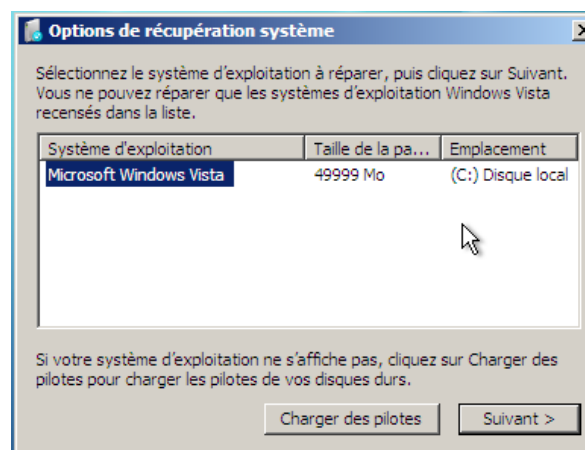 Options de récupération système
Sélectionnez le système d'exploitation à réparer, puis cliquez sur Suivant.
Vous ne pouvez réparer que les systèmes d'exploitation Windows Vista
recensés dans la liste.
Système d'exploitation Taille de la pa... Emplacement
Microsoft Windows Vista 49999 Mo (C:) Disque local
Si votre système d'exploitation ne s'affiche pas, cliquez sur Charger des
pilotes pour charger les pilotes de vos disques durs.
Charger des pilotes Suivant >